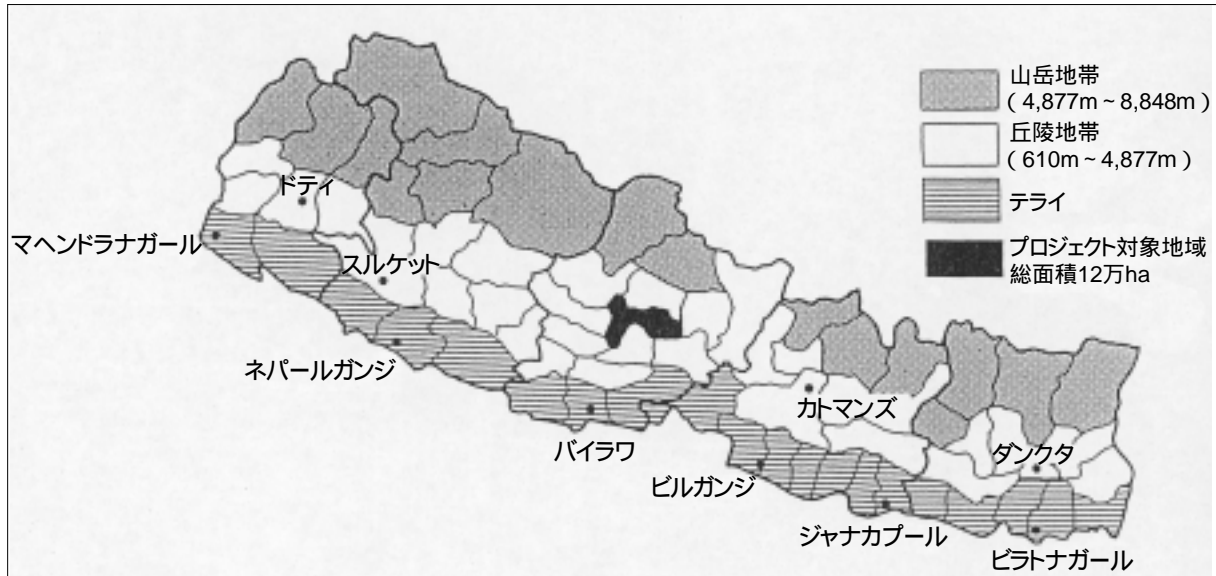 山岳地帯
(4,877m~8,848m)
丘陵地帯
(610m~4,877m)
テライ
プロジェクト対象地域
総面積12万ha
ドティ
マヘンドラナガール
スルケット
ネパールガンジ
カトマンズ
バイラワ
ダンクタ
ビルガンジ
ジャナカプール
ビラトナガール